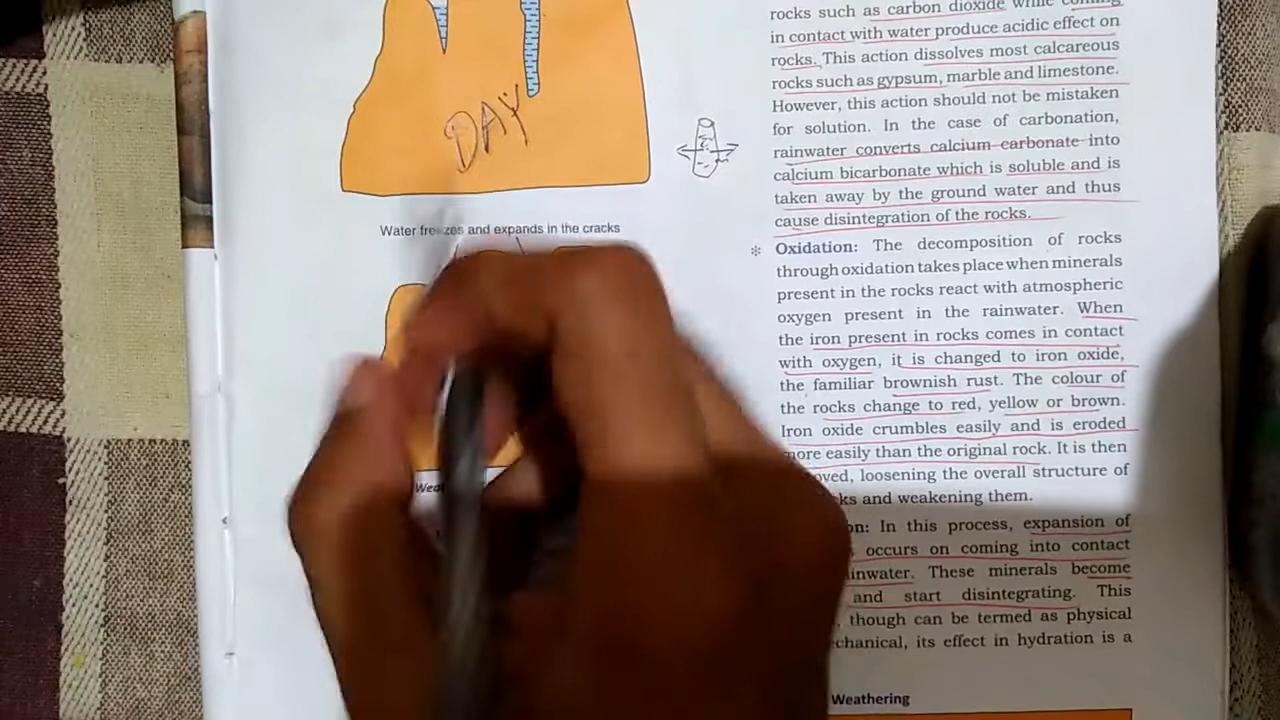 DAY
Water freezes and expands in the cracks
rocks such as carbon dioxide while coming
in contact with water produce acidic effect on
rocks. This action dissolves most calcareous
rocks such as gypsum, marble and limestone.
However, this action should not be mistaken
for solution. In the case of carbonation,
rainwater converts calcium carbonate into
calcium bicarbonate which is soluble and is
taken away by the ground water and thus
cause disintegration of the rocks.
* Oxidation: The decomposition of rocks
through oxidation takes place when minerals
present in the rocks react with atmospheric
oxygen present in the rainwater. When
the iron present in rocks comes in contact
with oxygen, it is changed to iron oxide,
the familiar brownish rust. The colour of
the rocks change to red, yellow or brown.
Iron oxide crumbles easily and is eroded
more easily than the original rock. It is then
loosening the overall structure of
and weakening them.
In this process, expansion of
occurs on coming into contact
These minerals become
and start disintegrating. This
though can be termed as physical
its effect in hydration is a
Weathering